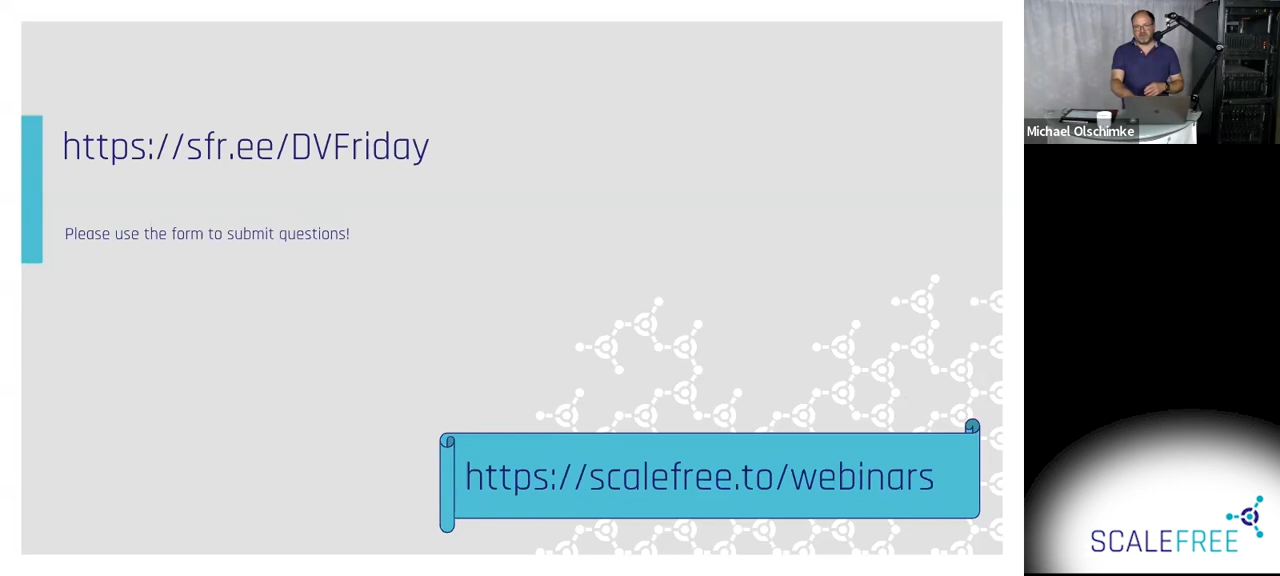 https://sfr.ee/DVFriday
Please use the form to submit questions!
https://scalefree.to/webinars
Michael Olschimke
SCALEFREE